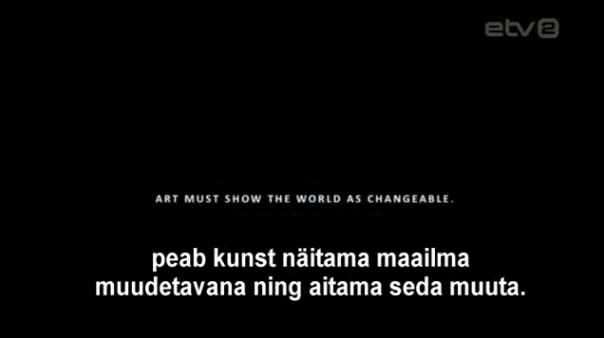 etv2
ART MUST SHOW THE WORLD AS CHANGEABLE.
peab kunst näitama maailma
muudetavana ning aitama seda muuta.